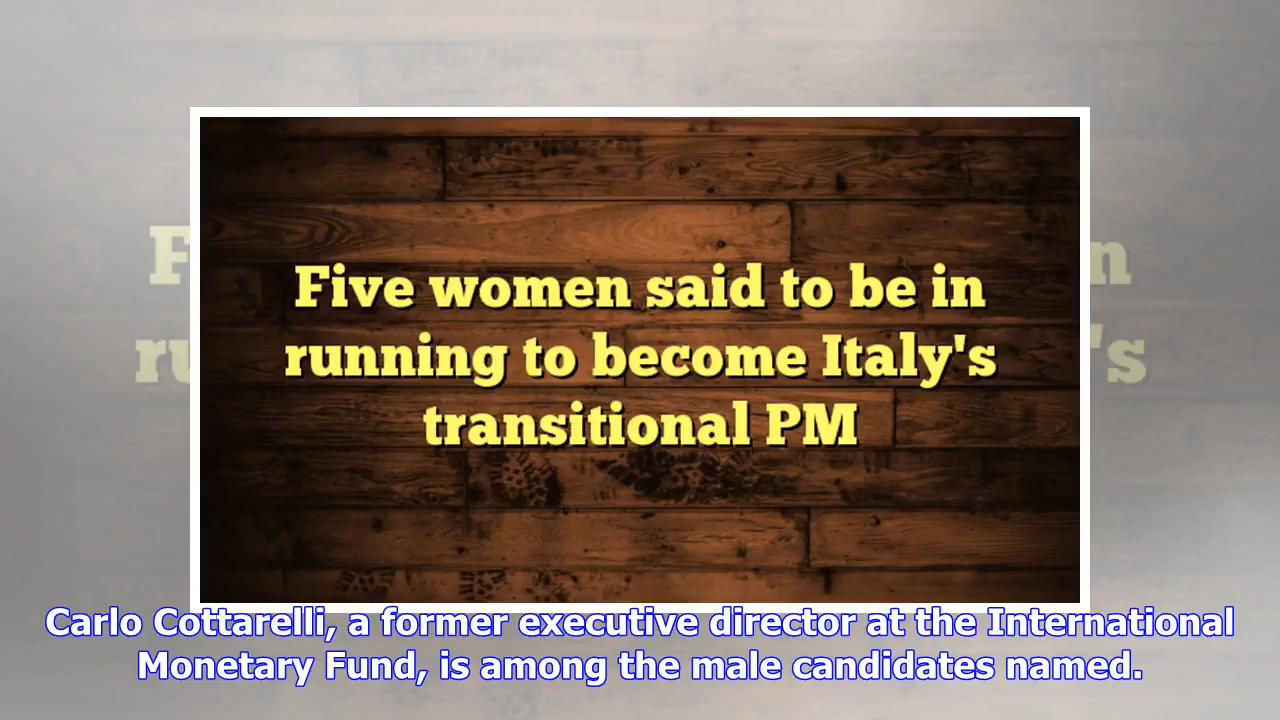 Five women said to be in
running to become Italy's
transitional PM
Carlo Cottarelli, a former executive director at the International
Monetary Fund, is among the male candidates named.